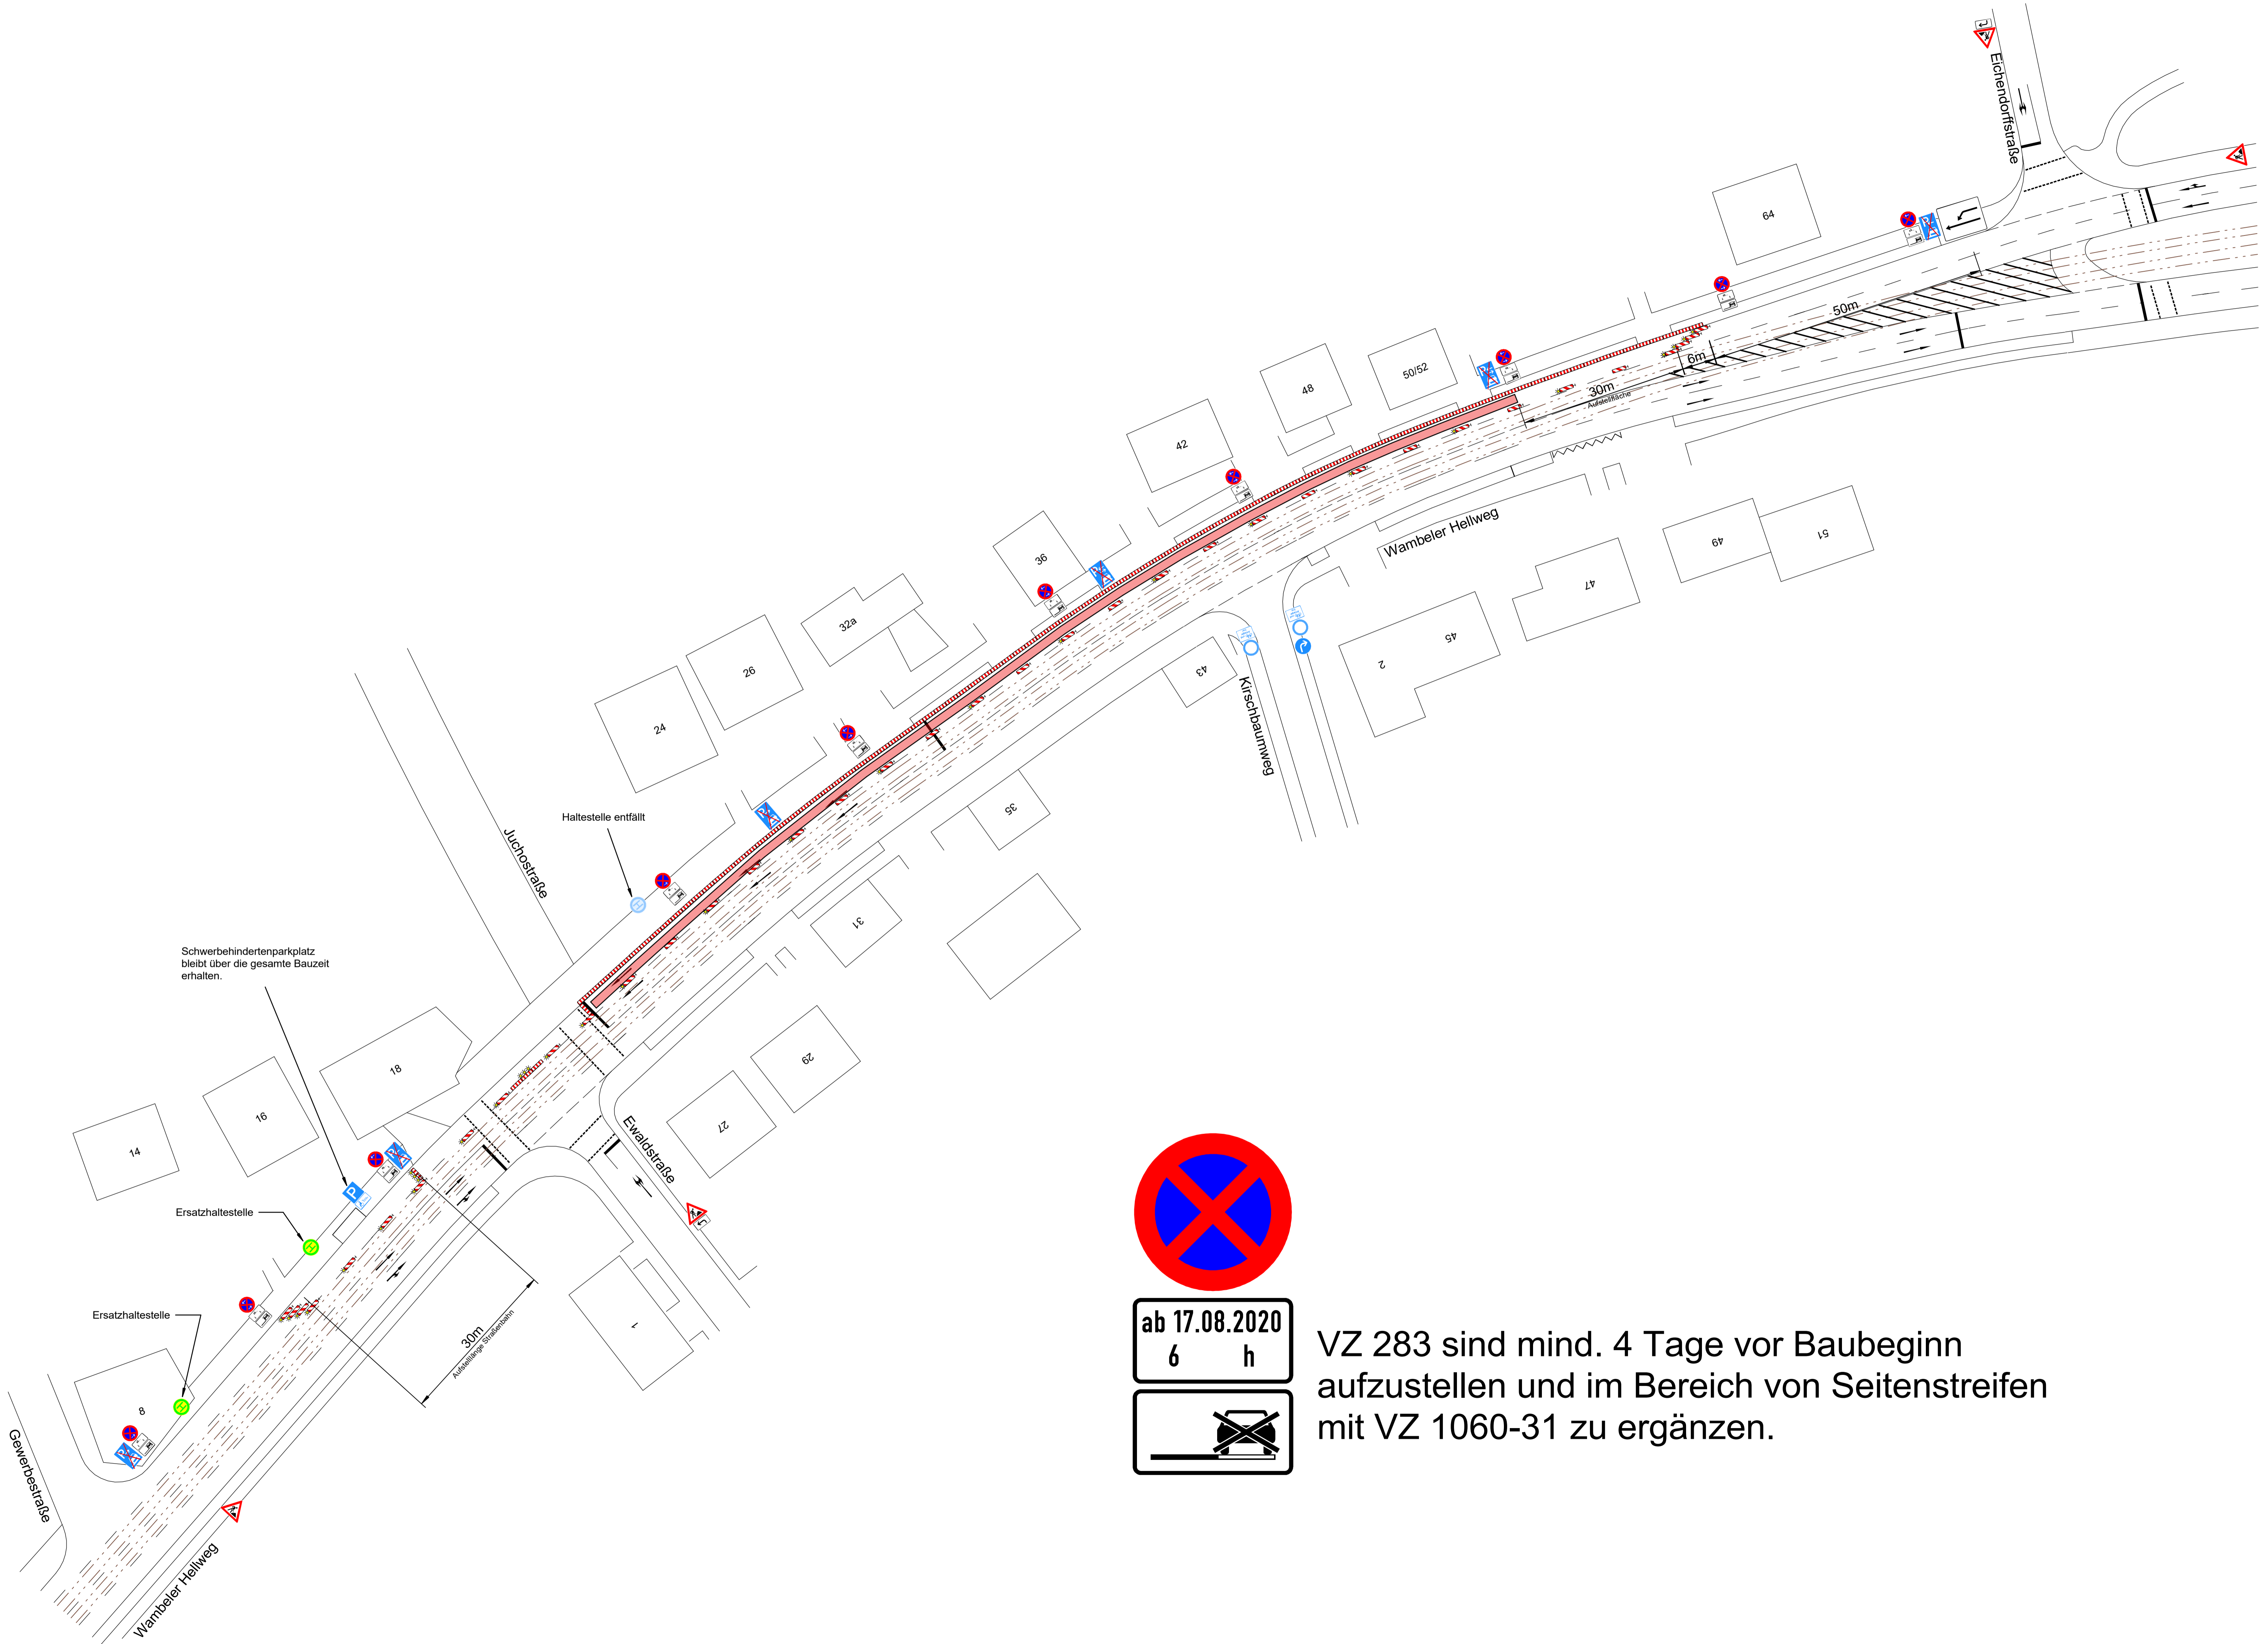 Eichendorffstraße
64
50m
6m
30m
Aufstellfläche
50/52
48
42
36
Wambeler Hellweg
49
51
47
45
2
43
Kirschbaumweg
32a
26
24
35
Haltestelle entfällt
Juchostraße
31
Schwerbehindertenparkplatz
bleibt über die gesamte Bauzeit
erhalten.
29
27
Ewaldstraße
18
16
14
P
Ersatzhaltestelle
H
Ersatzhaltestelle
H
30m
Aufstelllänge Straßenbahn
1
8
Gewerbestraße
Wambeler Hellweg
ab 17.08.2020
6 h
VZ 283 sind mind. 4 Tage vor Baubeginn
aufzustellen und im Bereich von Seitenstreifen
mit VZ 1060-31 zu ergänzen.